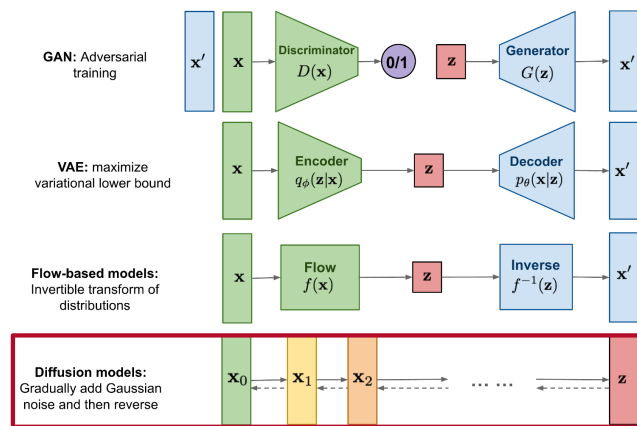 GAN: Adversarial
training
x′
x
Discriminator
D(x)
0/1
z
Generator
G(z)
x′
VAE: maximize
variational lower bound
x
Encoder
qϕ(z|x)
z
Decoder
pθ(x|z)
x′
Flow-based models:
Invertible transform of
distributions
x
Flow
f(x)
z
Inverse
f⁻¹(z)
x′
Diffusion models:
Gradually add Gaussian
noise and then reverse
x₀
x₁
x₂
... ...
z